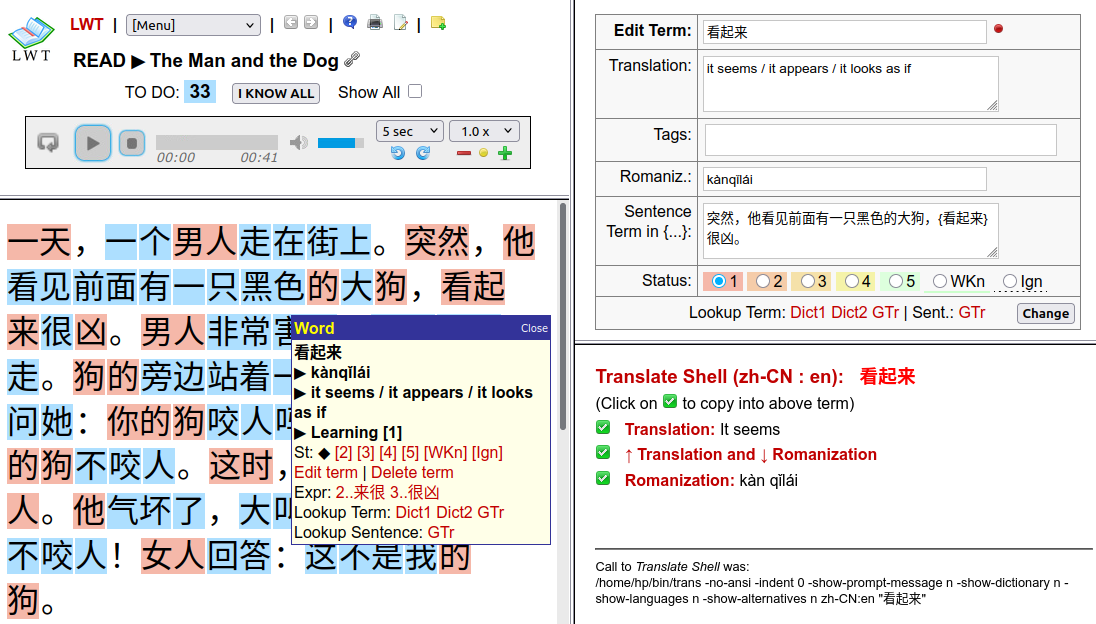 LWT | [Menu] | |
LWT
READ ▶ The Man and the Dog
TO DO: 33 I KNOW ALL Show All
5 sec 1.0 x
00:00 00:41
一天，一个男人走在街上。突然，他
看见前面有一只黑色的大狗，看起
来很凶。男人非常害
走。狗的旁边站着一
问她：你的狗咬人吗
的狗不咬人。这时，
人。他气坏了，大叫
不咬人！女人回答：这不是我的
狗。
Word Close
看起来
▶ kànqǐlái
▶ it seems / it appears / it looks
as if
▶ Learning [1]
St: ◆ [2] [3] [4] [5] [WKn] [Ign]
Edit term | Delete term
Expr: 2..来很 3..很凶
Lookup Term: Dict1 Dict2 GTr
Lookup Sentence: GTr
Edit Term: 看起来
Translation: it seems / it appears / it looks as if
Tags:
Romaniz.: kànqǐlái
Sentence
Term in {...}:
突然，他看见前面有一只黑色的大狗，{看起来}
很凶。
Status: 1 2 3 4 5 WKn Ign
Lookup Term: Dict1 Dict2 GTr | Sent.: GTr Change
Translate Shell (zh-CN : en): 看起来
(Click on ✅ to copy into above term)
Translation: It seems
↑ Translation and ↓ Romanization
Romanization: kàn qǐlái
Call to Translate Shell was:
/home/hp/bin/trans -no-ansi -indent 0 -show-prompt-message n -show-dictionary n -
show-languages n -show-alternatives n zh-CN:en "看起来"